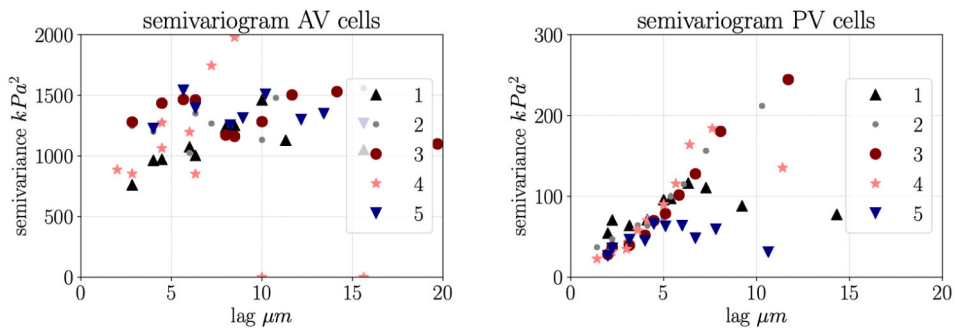 semivariogram AV cells
semivariance kPa²
2000
1500
1000
500
0
0 5 10 15 20
lag μm
1
2
3
4
5
semivariogram PV cells
semivariance kPa²
300
200
100
0
0 5 10 15 20
lag μm
1
2
3
4
5